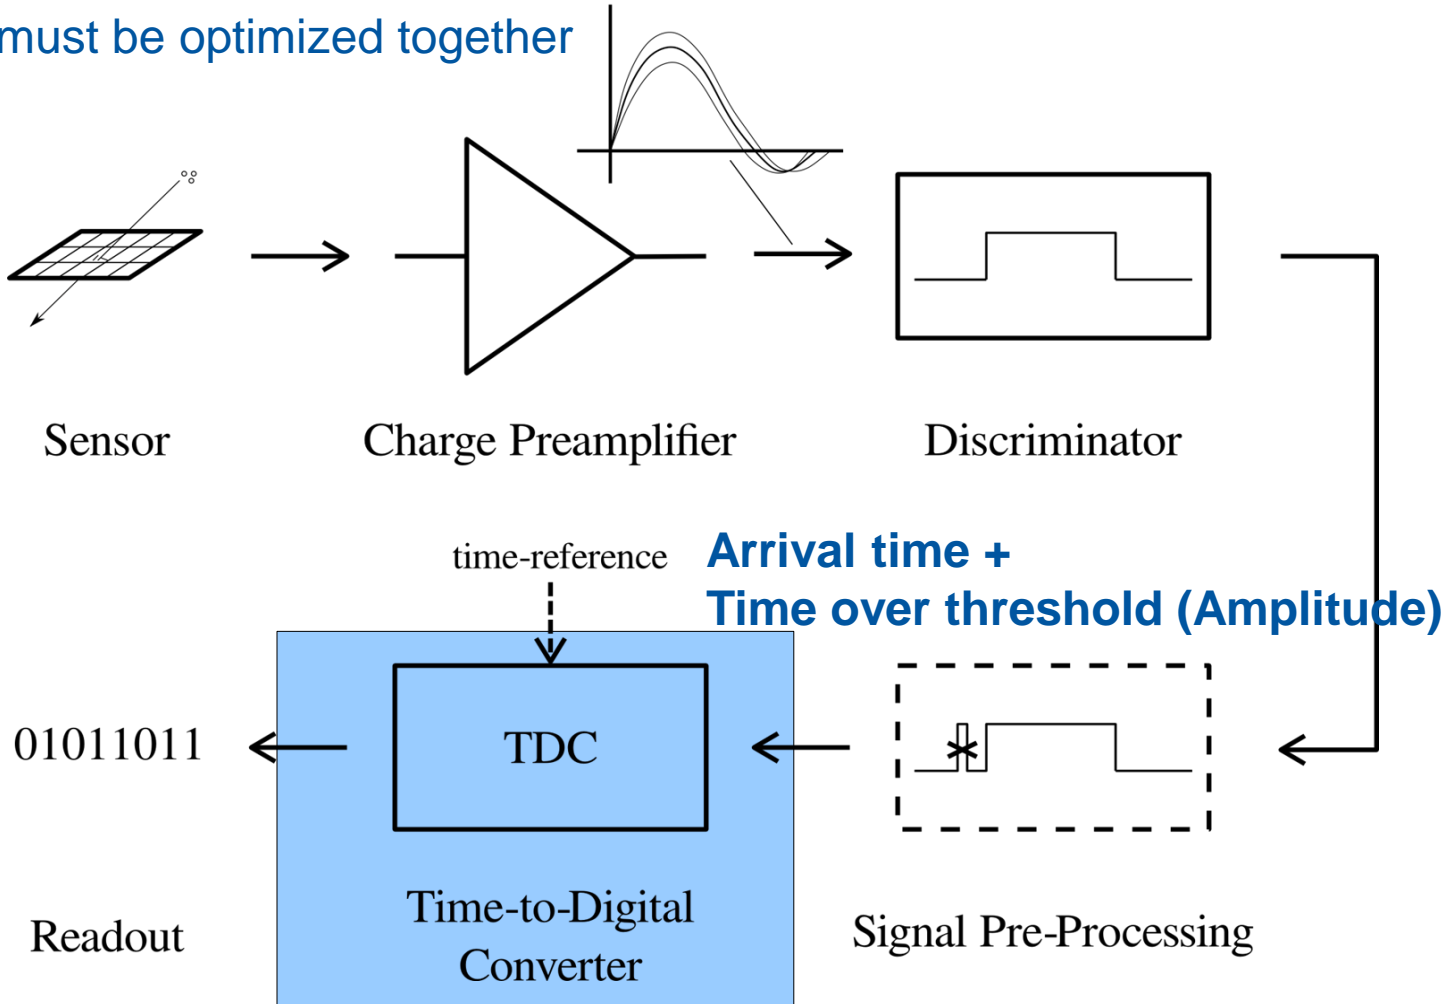 must be optimized together
Sensor
Charge Preamplifier
Discriminator
time-reference
Arrival time +
Time over threshold (Amplitude)
01011011
TDC
Readout
Time-to-Digital
Converter
Signal Pre-Processing